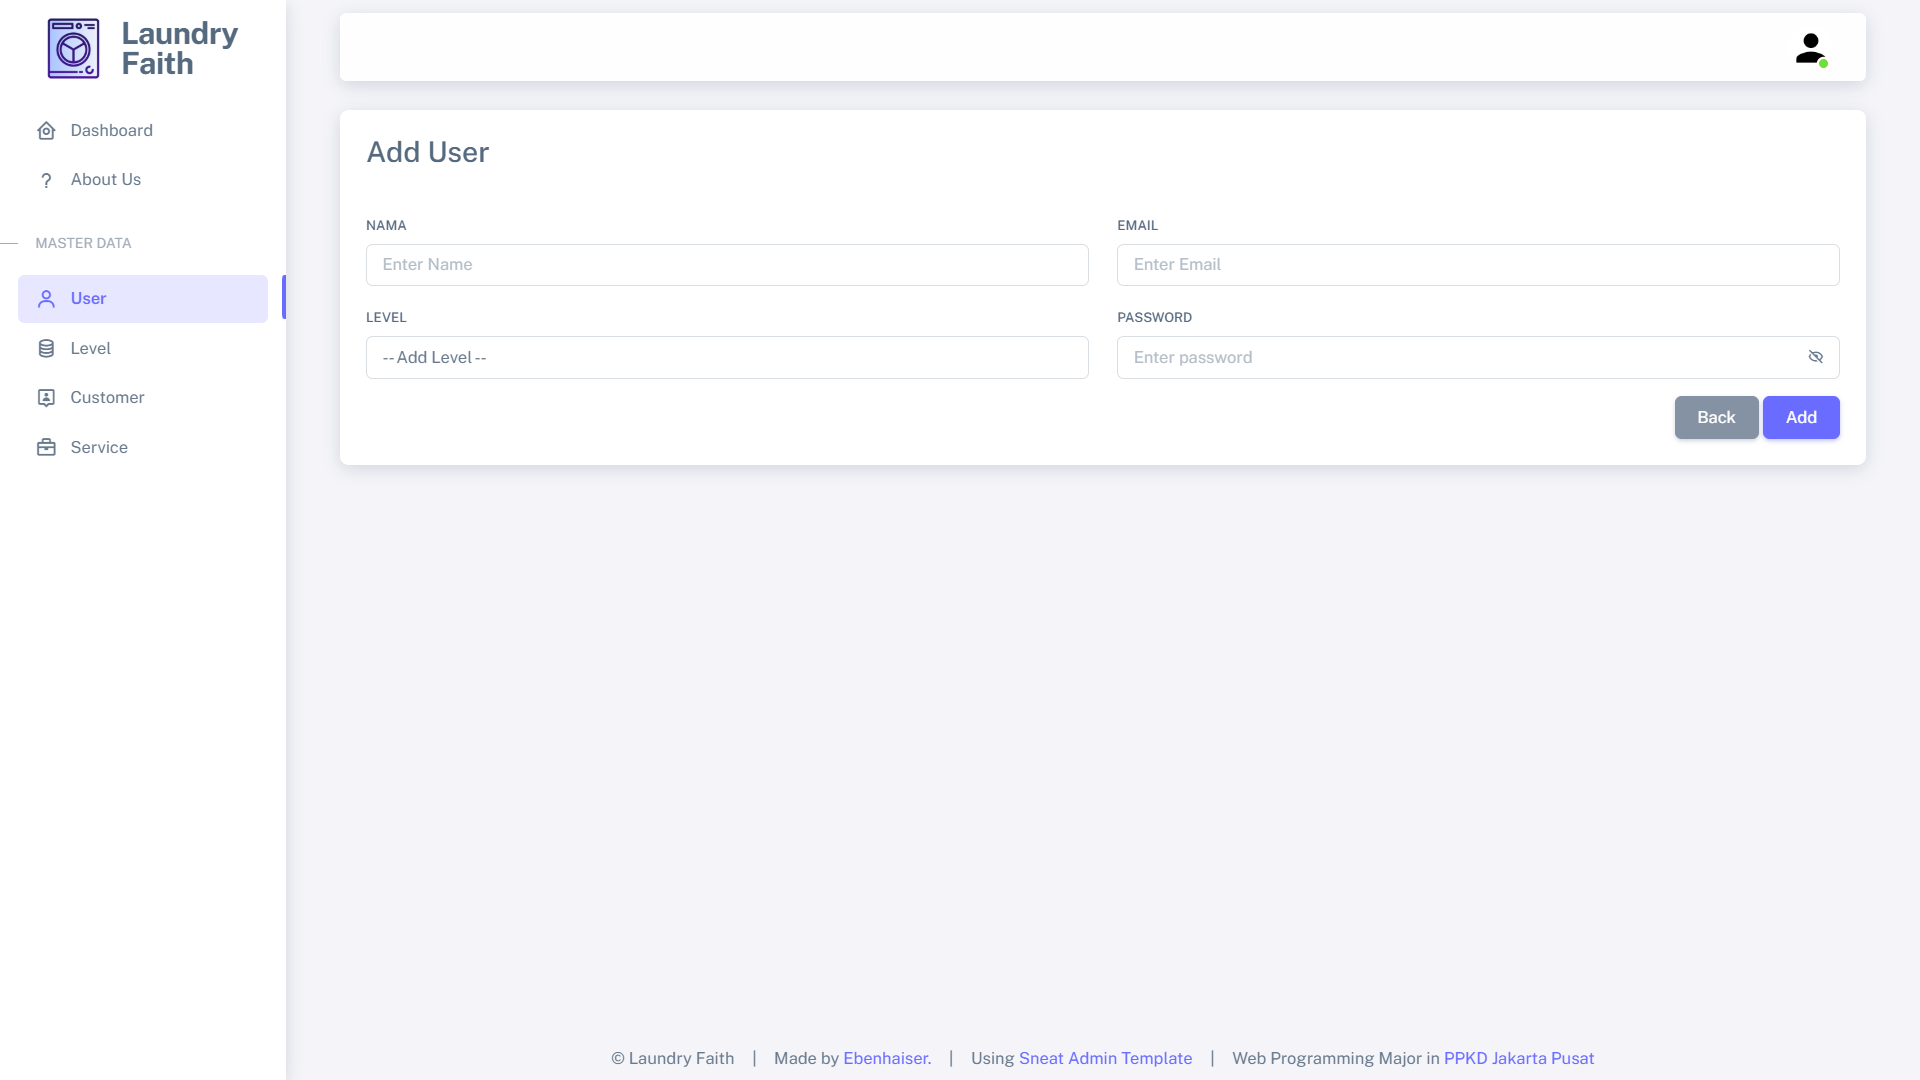 Laundry
Faith
Dashboard
About Us
MASTER DATA
User
Level
Customer
Service
Add User
NAMA
Enter Name
EMAIL
Enter Email
LEVEL
-- Add Level --
PASSWORD
Enter password
Back
Add
© Laundry Faith | Made by Ebenhaiser. | Using Sneat Admin Template | Web Programming Major in PPKD Jakarta Pusat